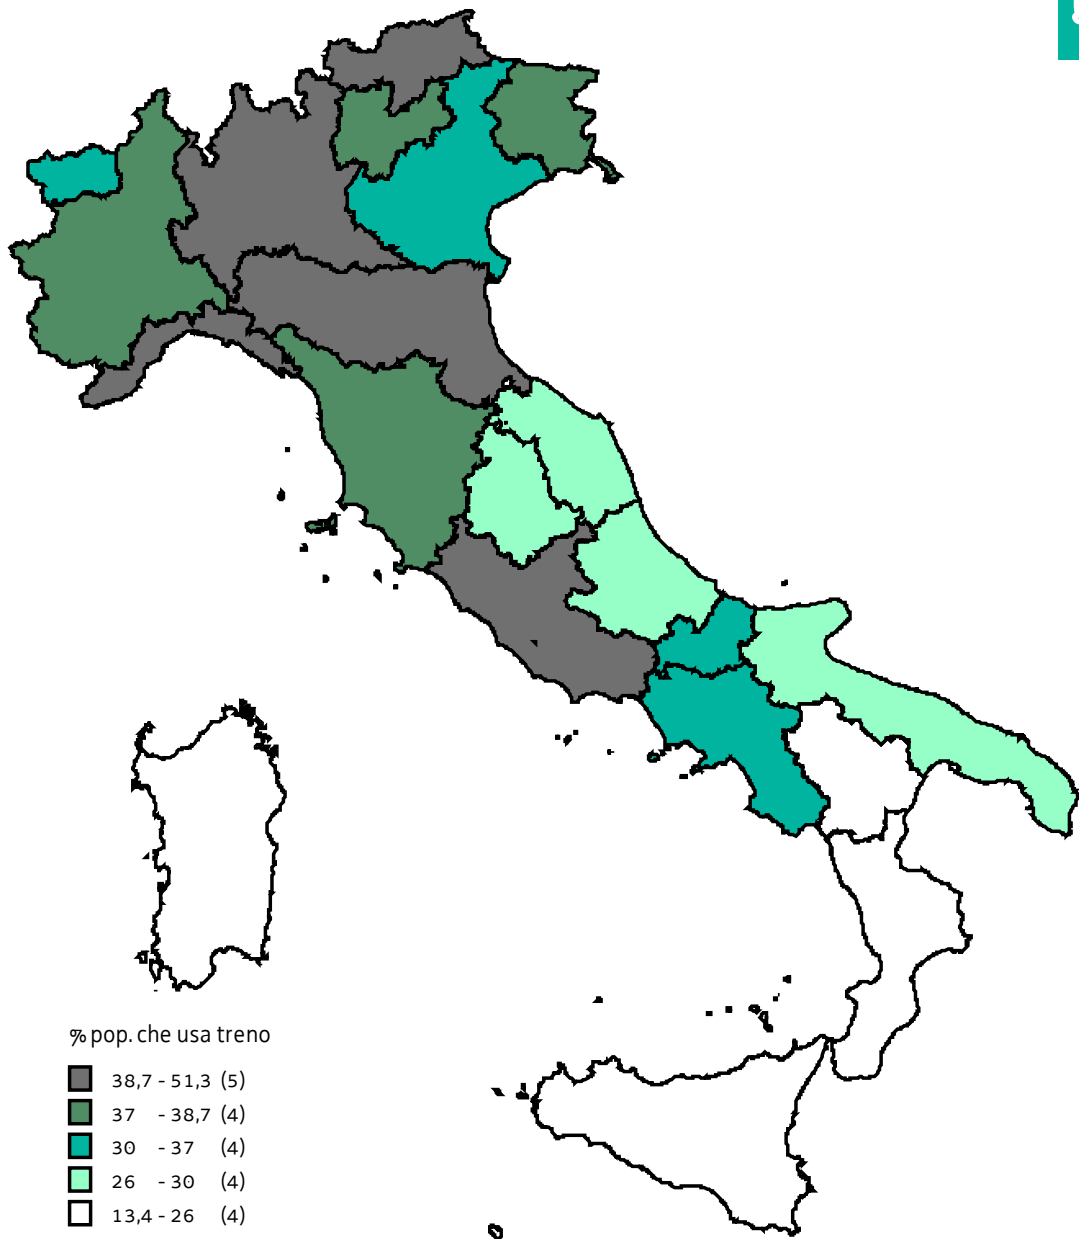 % pop. che usa treno
38,7 - 51,3 (5)
37 - 38,7 (4)
30 - 37 (4)
26 - 30 (4)
13,4 - 26 (4)